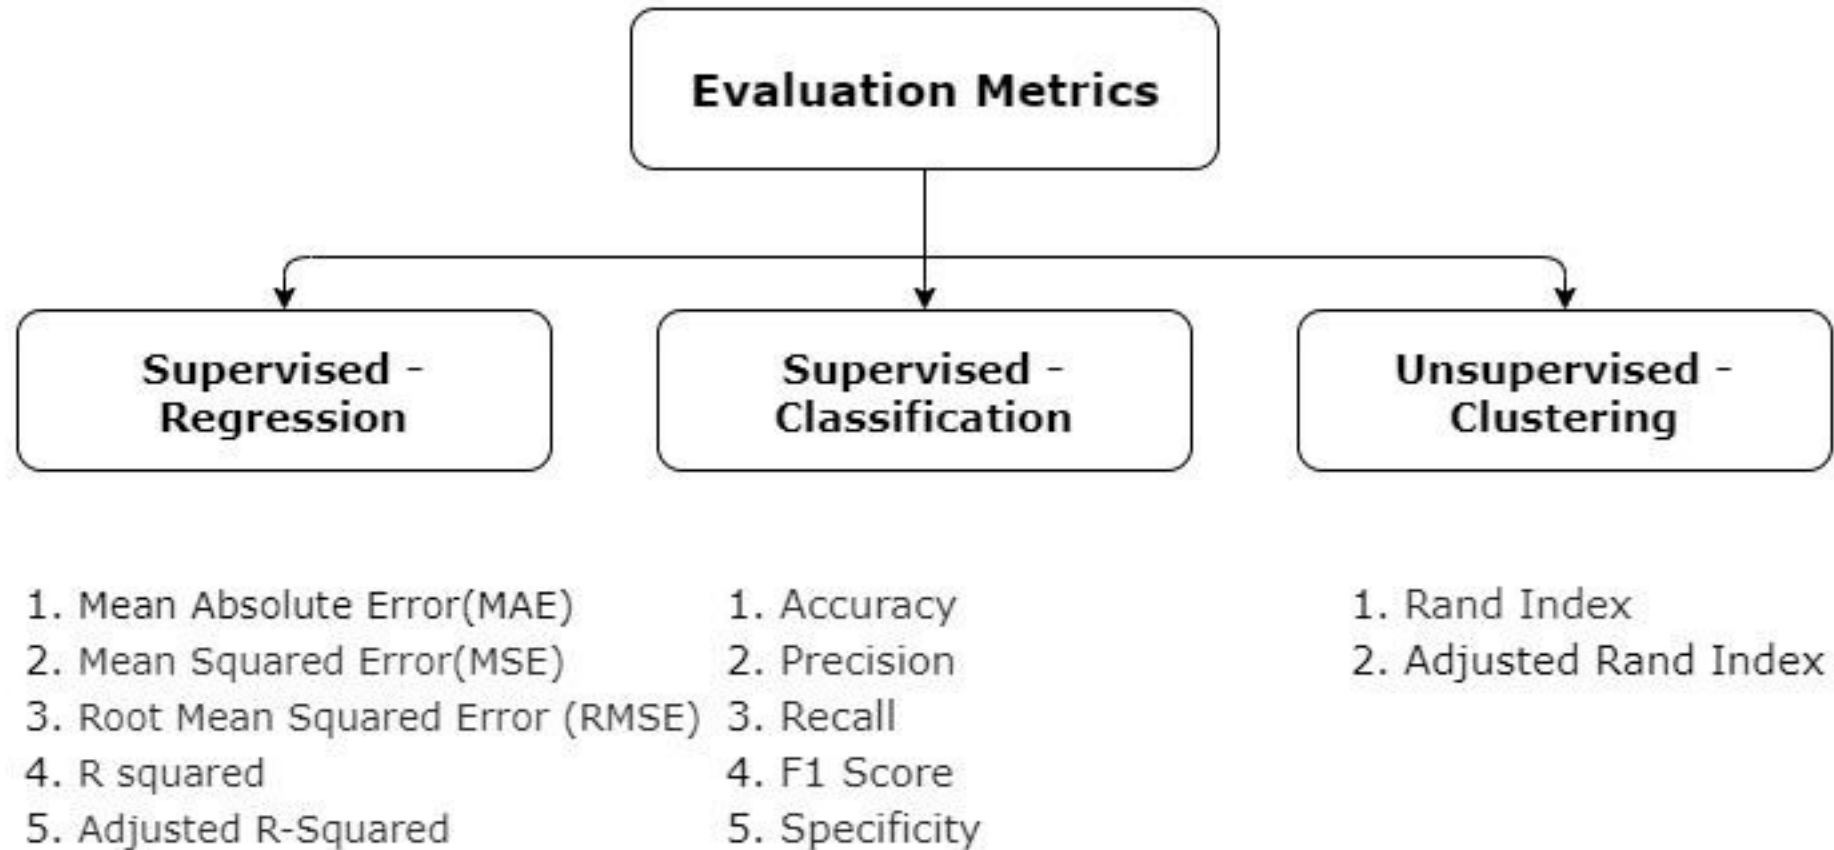 Evaluation Metrics
Supervised -
Regression
Supervised -
Classification
Unsupervised -
Clustering
1. Mean Absolute Error(MAE)
2. Mean Squared Error(MSE)
3. Root Mean Squared Error (RMSE)
4. R squared
5. Adjusted R-Squared
1. Accuracy
2. Precision
3. Recall
4. F1 Score
5. Specificity
1. Rand Index
2. Adjusted Rand Index